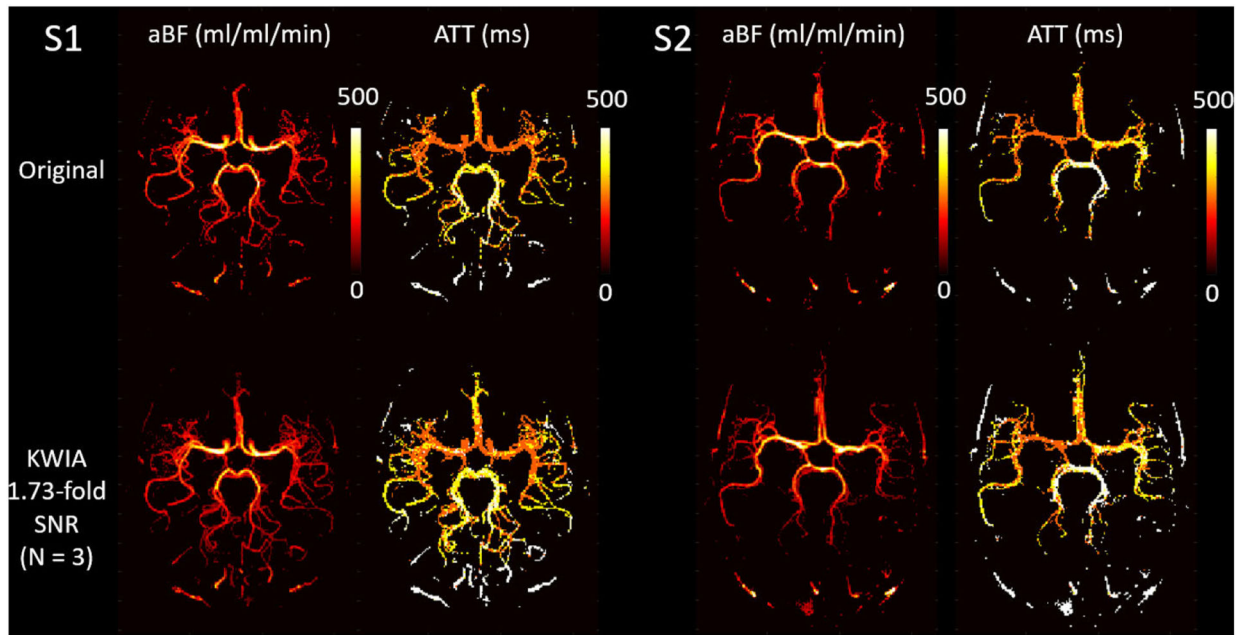 S1
aBF (ml/ml/min)
ATT (ms)
S2
aBF (ml/ml/min)
ATT (ms)
500
500
500
500
Original
0
0
0
0
KWIA
1.73-fold
SNR
(N = 3)